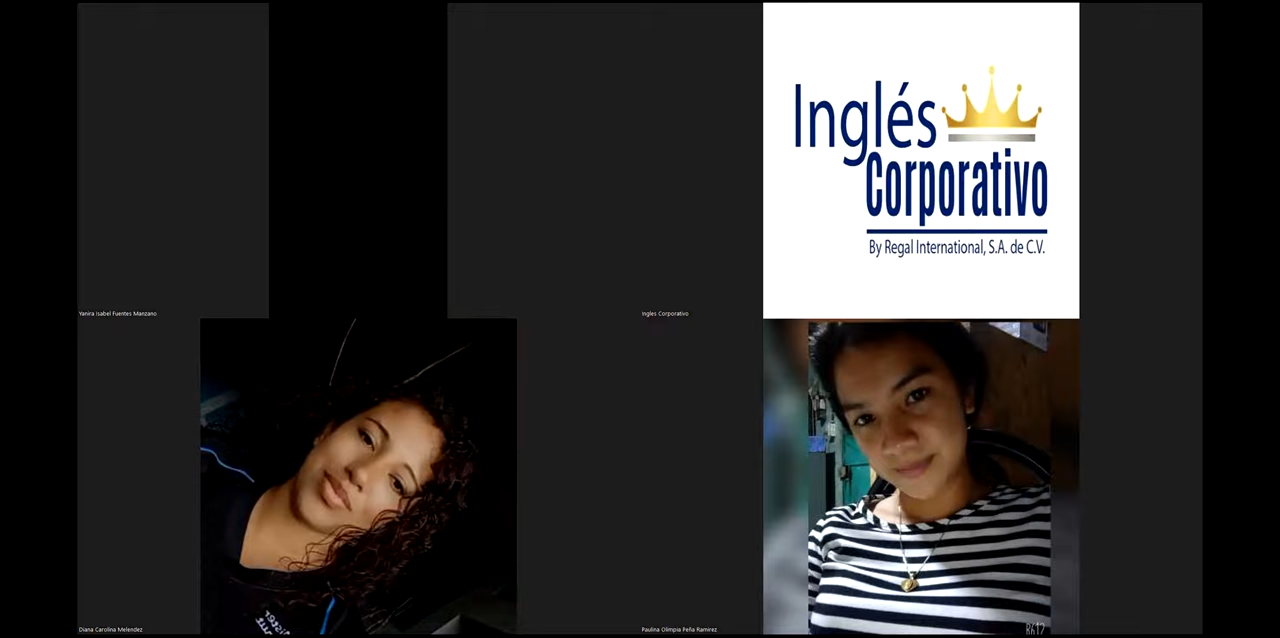 Inglés
Corporativo
By Regal International, S.A. de C.V.
Yanira Isabel Fuentes Manzano
Ingles Corporativo
Diana Carolina Melendez
Paulina Olimpia Peña Ramirez